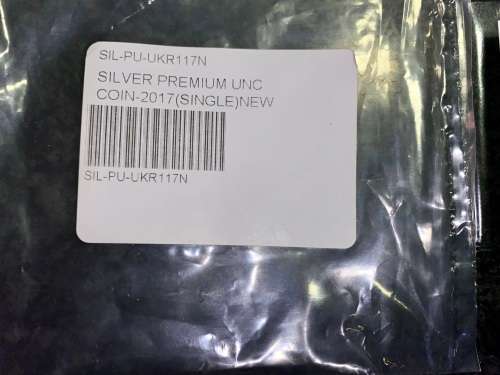 SIL-PU-UKR117N
SILVER PREMIUM UNC
COIN-2017(SINGLE)NEW
SIL-PU-UKR117N